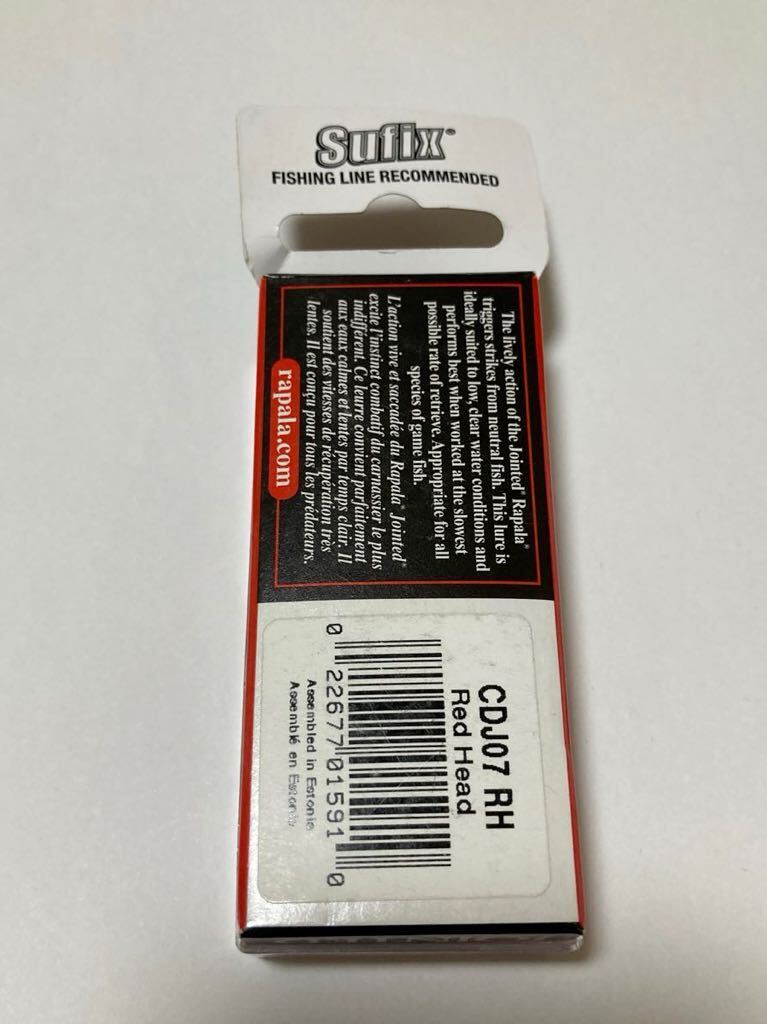 Sufix®
FISHING LINE RECOMMENDED
The lively action of the Jointed® Rapala®
triggers strikes from neutral fish. This lure is
ideally suited to low, clear water conditions and
performs best when worked at the slowest
possible rate of retrieve. Appropriate for all
species of game fish.
L'action vive et saccadée du Rapala® Jointed®
excite l'instinct combatif du carnassier le plus
indifférent. Ce leurre convient parfaitement
aux eaux calmes et lentes par temps clair. Il
soutient des vitesses de récupération très
lentes. Il est conçu pour tous les prédateurs.
rapala.com
CDJ07 RH
Red Head
0 22677 01591 0
Assembled in Estonia
Assemblé en Estonie